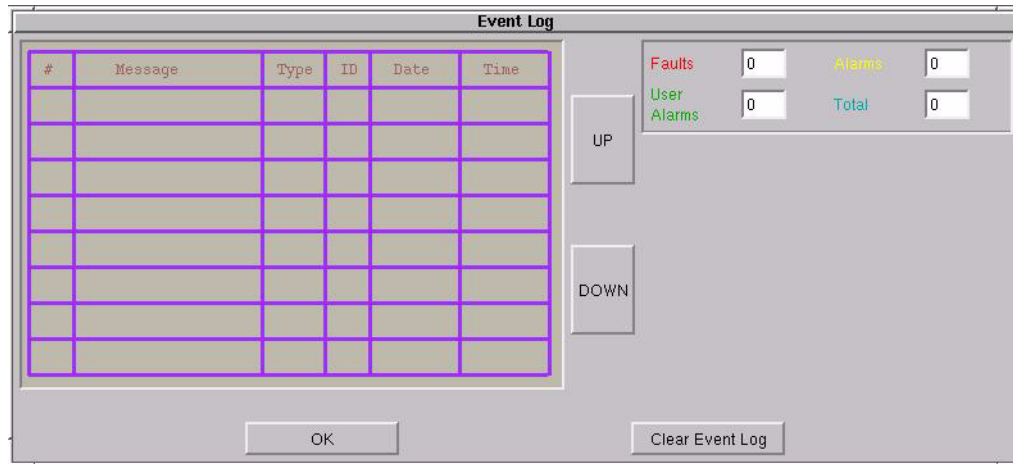 Event Log
# Message Type ID Date Time
Faults 0 Alarms 0
User Alarms 0 Total 0
UP
DOWN
OK Clear Event Log